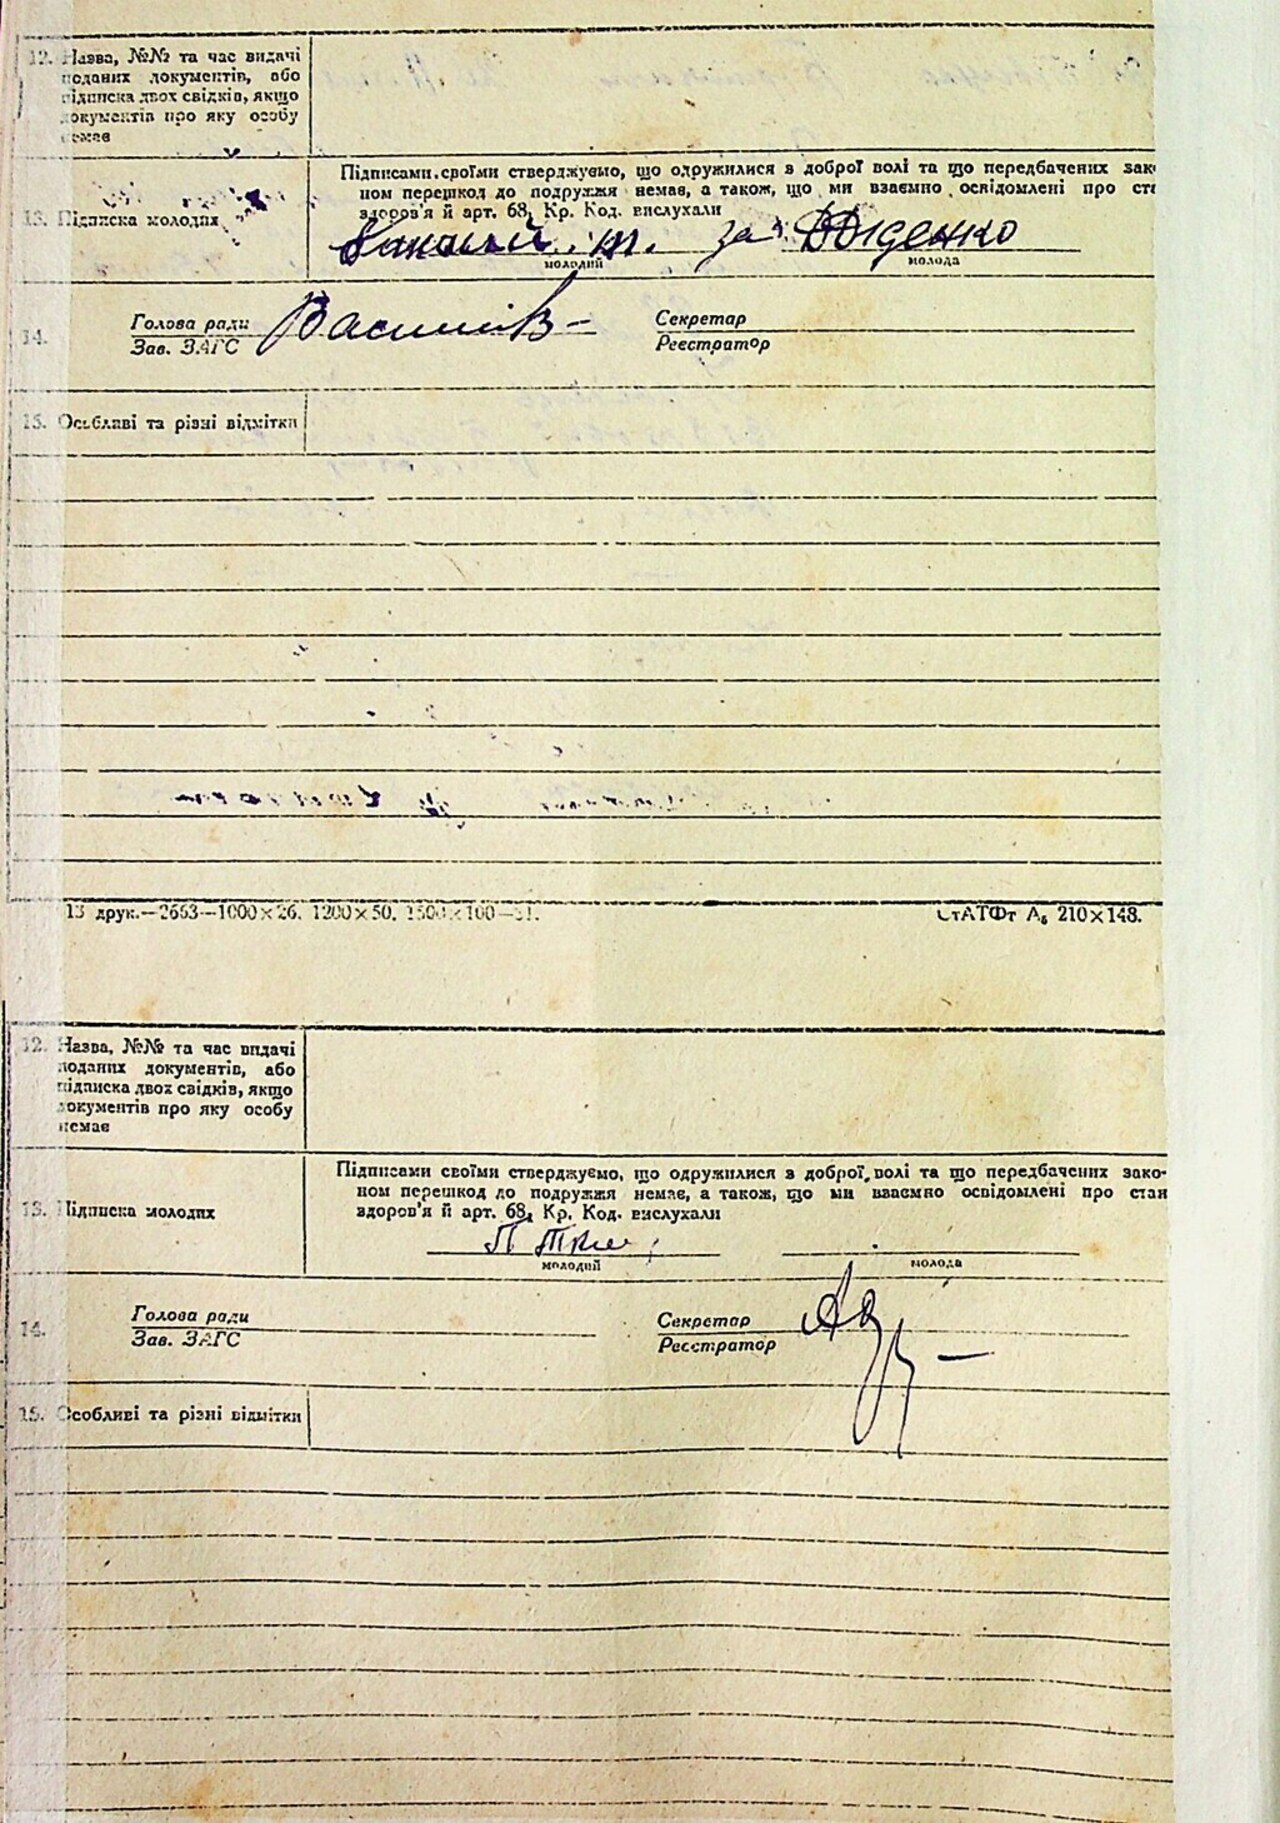 12. Назва, №№ та час видачі
поданих документів, або
підписка двох свідків, якщо
документів про яку особу
немає
Підписами своїми стверджуємо, що одружилися з доброї волі та що передбачених зак
ном перешкод до подружжя немає, а також, що ми взаємно освідомлені про ста
здоров'я й арт. 68, Кр. Код. вислухали
13. Підписка молодих
за Діденко
молодий молода
14. Голова ради Секретар
Зав. ЗАГС Реєстратор
15. Особливі та різні відмітки
13 друк.—2663—1000×26. 1200×50. 1500×100—31. СтАТФт А₅ 210×148.
12. Назва, №№ та час видачі
поданих документів, або
підписка двох свідків, якщо
документів про яку особу
немає
Підписами своїми стверджуємо, що одружилися з доброї волі та що передбачених зако-
ном перешкод до подружжя немає, а також, що ми взаємно освідомлені про стан
здоров'я й арт. 68, Кр. Код. вислухали
13. Підписка молодих
молодий молода
14. Голова ради Секретар
Зав. ЗАГС Реєстратор
15. Особливі та різні відмітки